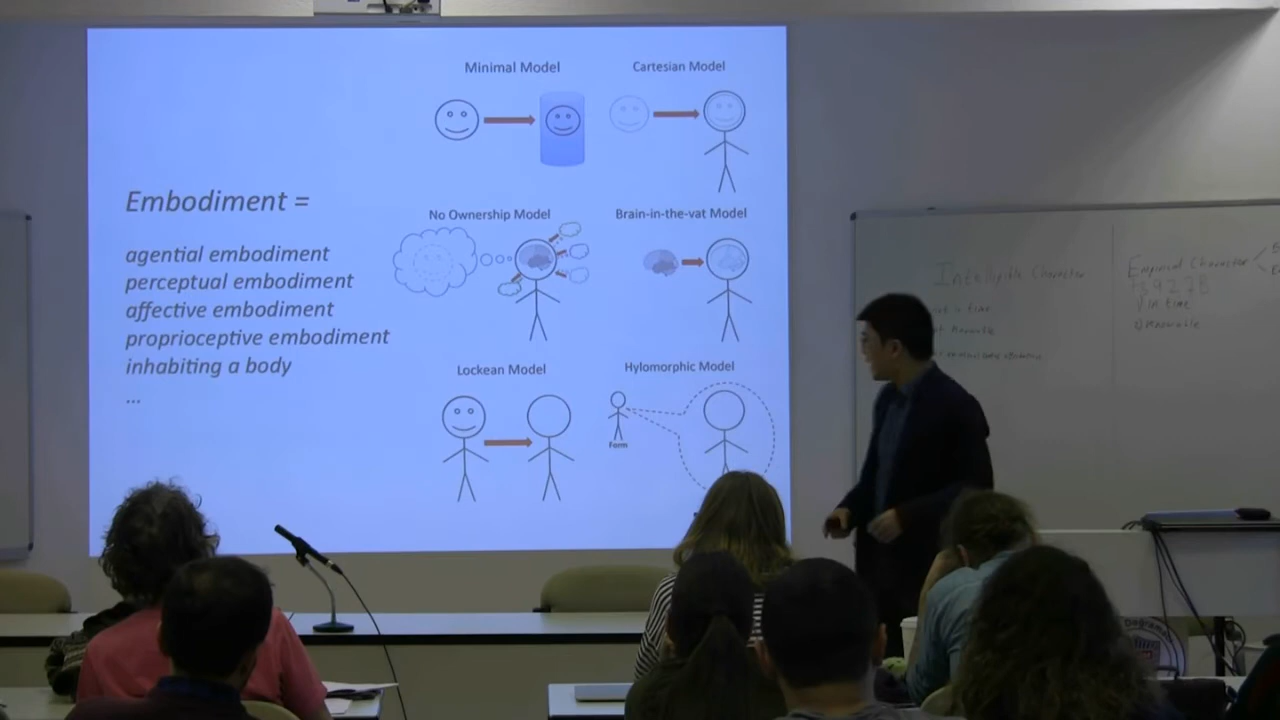 Minimal Model
Cartesian Model
Embodiment =
agential embodiment
perceptual embodiment
affective embodiment
proprioceptive embodiment
inhabiting a body
...
No Ownership Model
Brain-in-the-vat Model
Lockean Model
Hylomorphic Model
Form
Intelligible Character
Empirical Character
in time